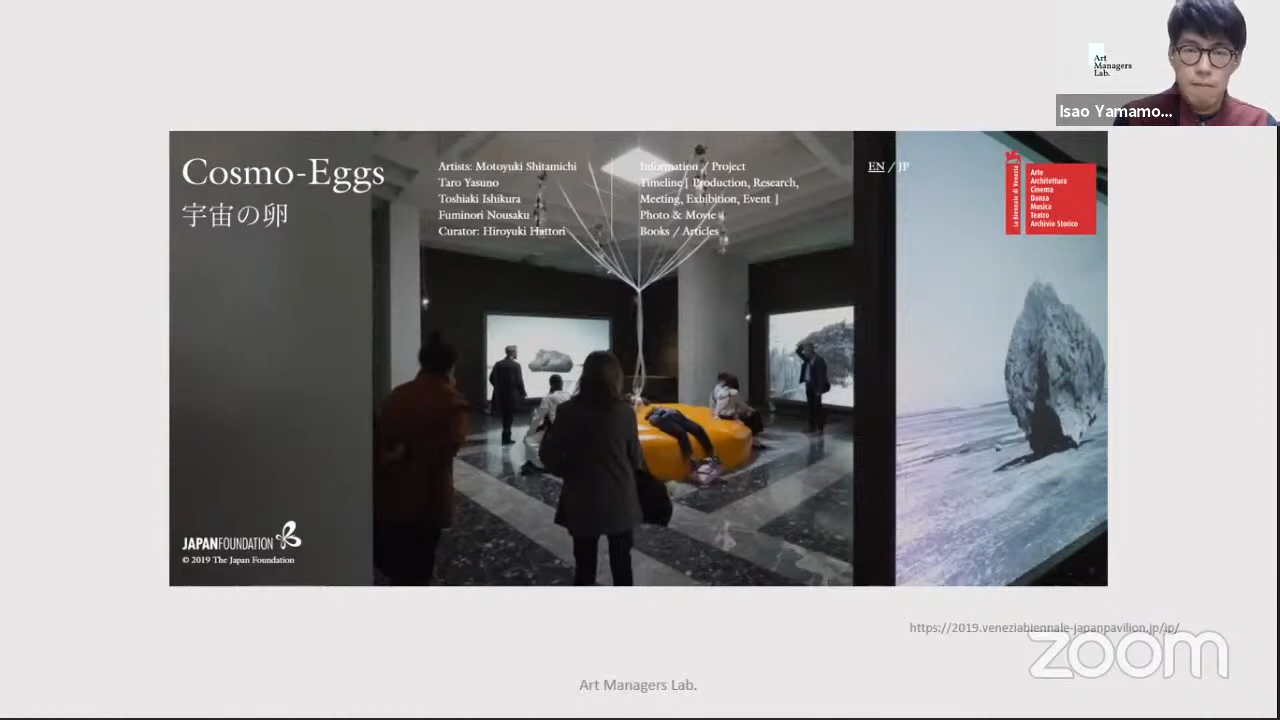 Art
Managers
Lab.
Isao Yamamo...
Cosmo-Eggs
宇宙の卵
Artists: Motoyuki Shitamichi
Taro Yasuno
Toshiaki Ishikura
Fuminori Nousaku
Curator: Hiroyuki Hattori
Information / Project
Timeline [ Production, Research,
Meeting, Exhibition, Event ]
Photo & Movie
Books / Articles
EN / JP
La Biennale di Venezia
Arte
Architettura
Cinema
Danza
Musica
Teatro
Archivio Storico
JAPANFOUNDATION
© 2019 The Japan Foundation
https://2019.veneziabiennale-japanpavilion.jp/jp/
zoom
Art Managers Lab.